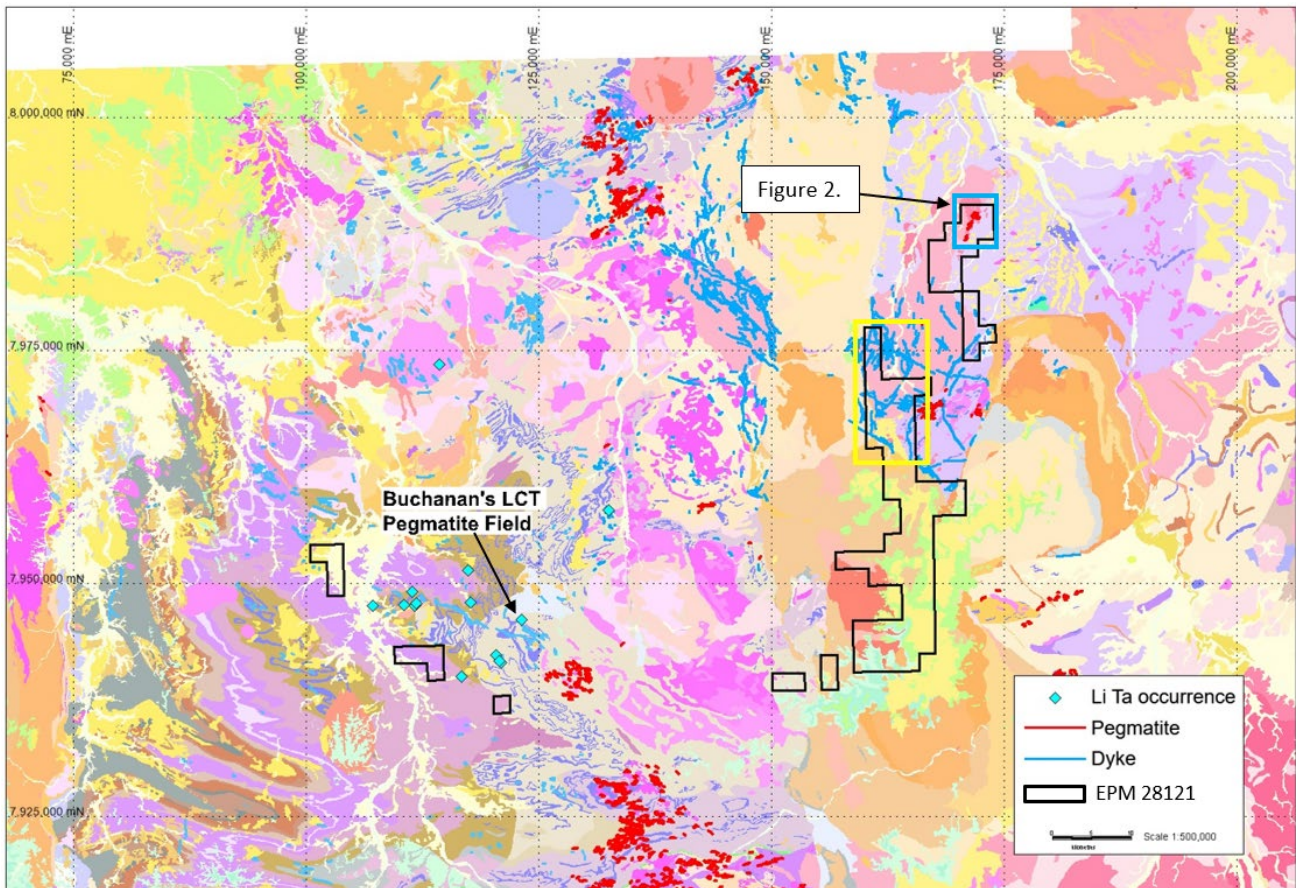 75,000 mE
100,000 mE
125,000 mE
150,000 mE
175,000 mE
200,000 mE
8,000,000 mN
Figure 2.
7,975,000 mN
Buchanan's LCT
Pegmatite Field
7,950,000 mN
Li Ta occurrence
Pegmatite
Dyke
EPM 28121
7,925,000 mN
Scale 1:500,000